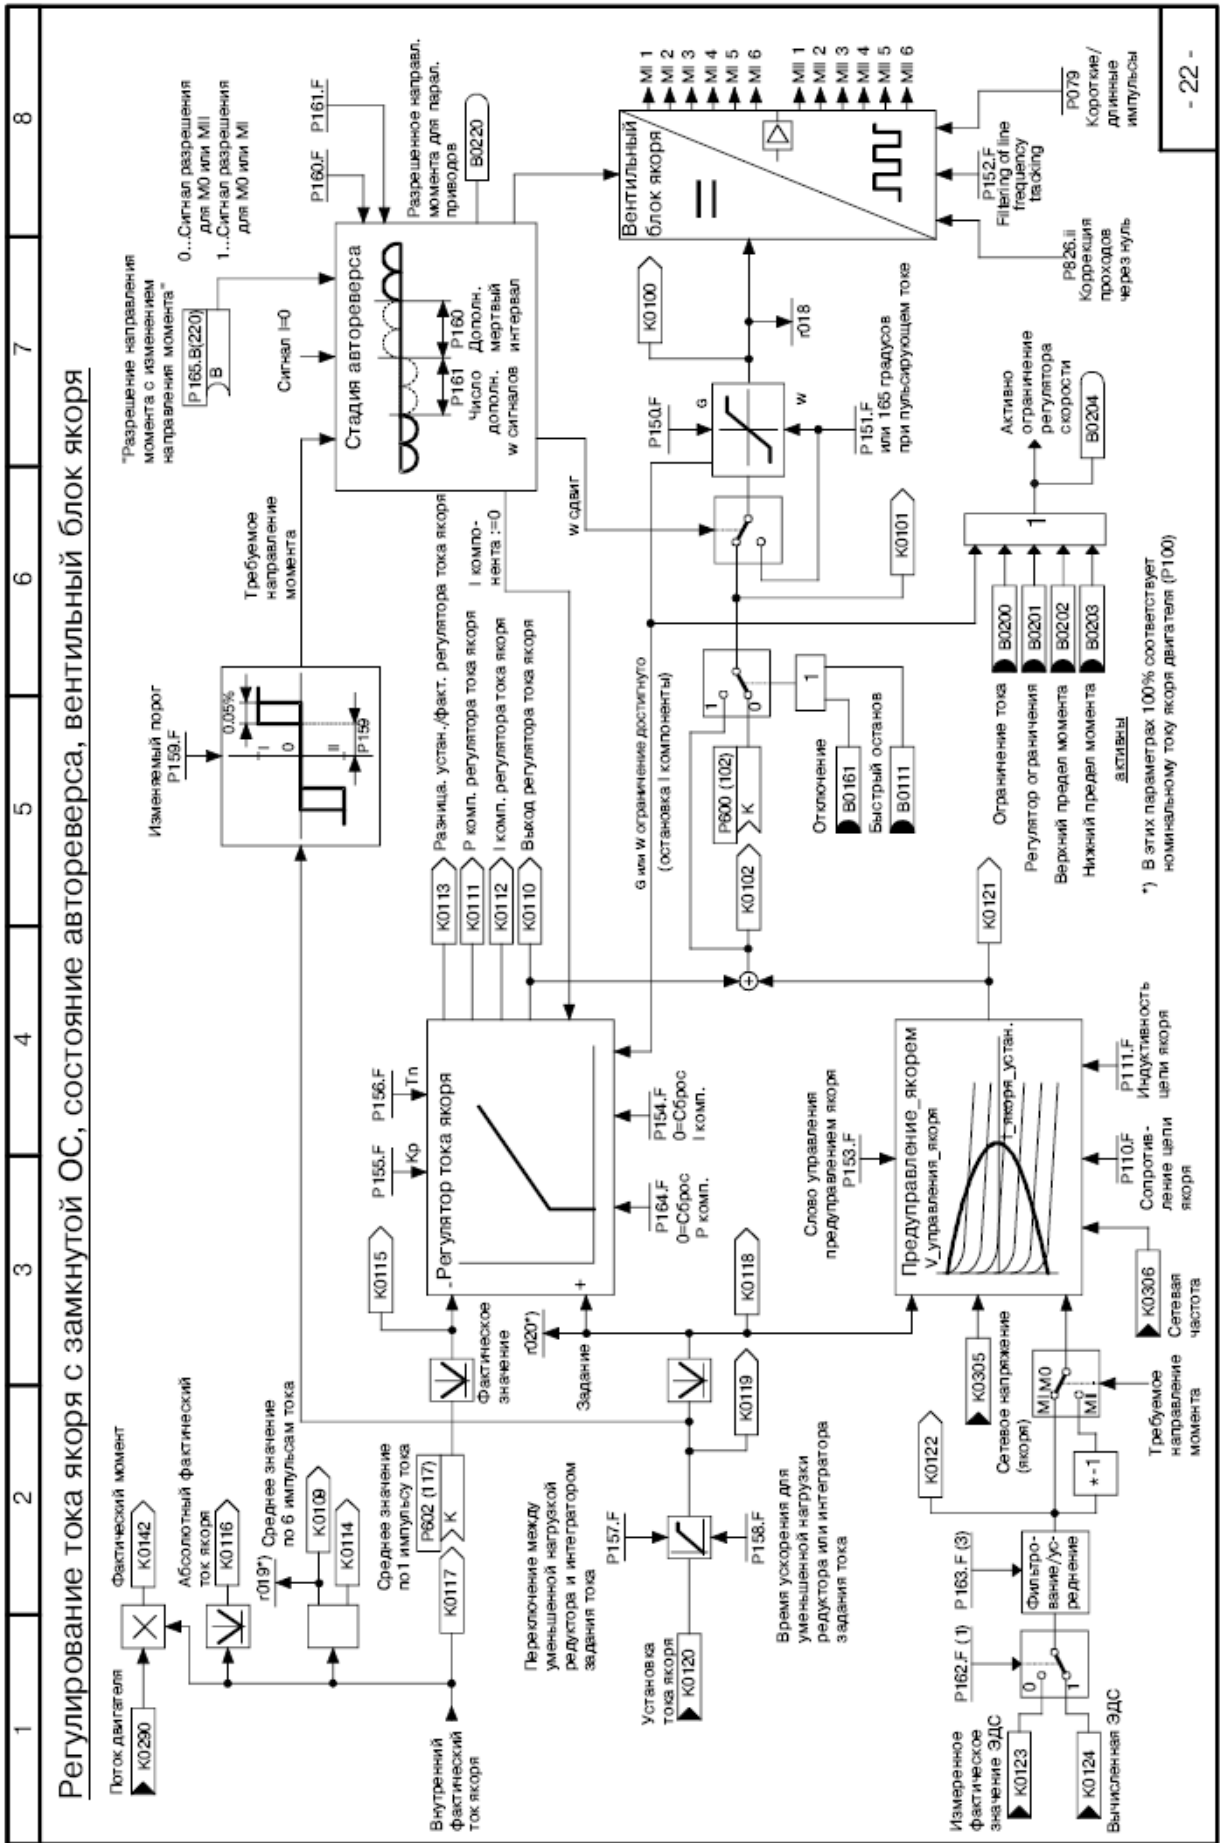 1
2
3
4
5
6
7
8
Регулирование тока якоря с замкнутой ОС, состояние автореверса, вентильный блок якоря
Поток двигателя
K0290
Фактический момент
K0142
Абсолютный фактический
ток якоря
K0116
r019*)
Среднее значение
по 6 импульсам тока
K0109
K0114
Внутренний
фактический
ток якоря
K0117
Среднее значение
по1 импульсу тока
P602 (117)
K
Фактическое
значение
K0115
P155.F
Kp
P156.F
Tn
Регулятор тока якоря
-
+
r020*)
Задание
P164.F
0=Сброс
P комп.
P154.F
0=Сброс
I комп.
K0113
Разница. устан./факт. регулятора тока якоря
K0111
P комп. регулятора тока якоря
K0112
I комп. регулятора тока якоря
K0110
Выход регулятора тока якоря
I компо-
нента :=0
Изменяемый порог
P159.F
0.05%
I
0
II
P159
Требуемое
направление
момента
"Разрешение направления
момента с изменением
направления момента"
P165.B(220)
B
0...Сигнал разрешения
для M0 или MII
1...Сигнал разрешения
для M0 или MI
Сигнал I=0
P160.F
P161.F
Стадия автореверса
P161
Число
дополн.
w сигналов
P160
Дополн.
мертвый
интервал
Разрешенное направл.
момента для парал.
приводов
B0220
w сдвиг
Переключение между
уменьшенной нагрузкой
редуктора и интегратором
задания тока
P157.F
P158.F
Время ускорения для
уменьшенной нагрузки
редуктора или интегратора
задания тока
Установка
тока якоря
K0120
K0119
K0118
G или W ограничение достигнуто
(остановка I компоненты)
K0102
P600 (102)
K
1
0
Отключение
B0161
Быстрый останов
B0111
1
K0101
P150.F
G
W
P151.F
или 165 градусов
при пульсирующем токе
K0100
r018
Вентильный
блок якоря
=
MI 1
MI 2
MI 3
MI 4
MI 5
MI 6
MII 1
MII 2
MII 3
MII 4
MII 5
MII 6
P826.ii
Коррекция
проходов
через нуль
P152.F
Filtering of line
frequency
tracking
P079
Короткие/
длинные
импульсы
Слово управления
предуправлением якоря
P153.F
Предуправление_якорем
V_управления_якоря
I_якоря_устан.
K0121
K0305
Сетевое напряжение
(якоря)
K0306
Сетевая
частота
P110.F
Сопротив-
ление цепи
якоря
P111.F
Индуктивность
цепи якоря
Измеренное
фактическое
значение ЭДС
K0123
K0124
Вычисленная ЭДС
P162.F (1)
0
1
P163.F (3)
Фильтро-
вание/ус-
реднение
K0122
*-1
MI,M0
MII
Требуемое
направление
момента
Ограничение тока
B0200
Регулятор ограничения
B0201
Верхний предел момента
B0202
Нижний предел момента
B0203
активны
1
Активно
ограничение
регулятора
скорости
B0204
*) В этих параметрах 100% соответствует
номинальному току якоря двигателя (P100)
- 22 -